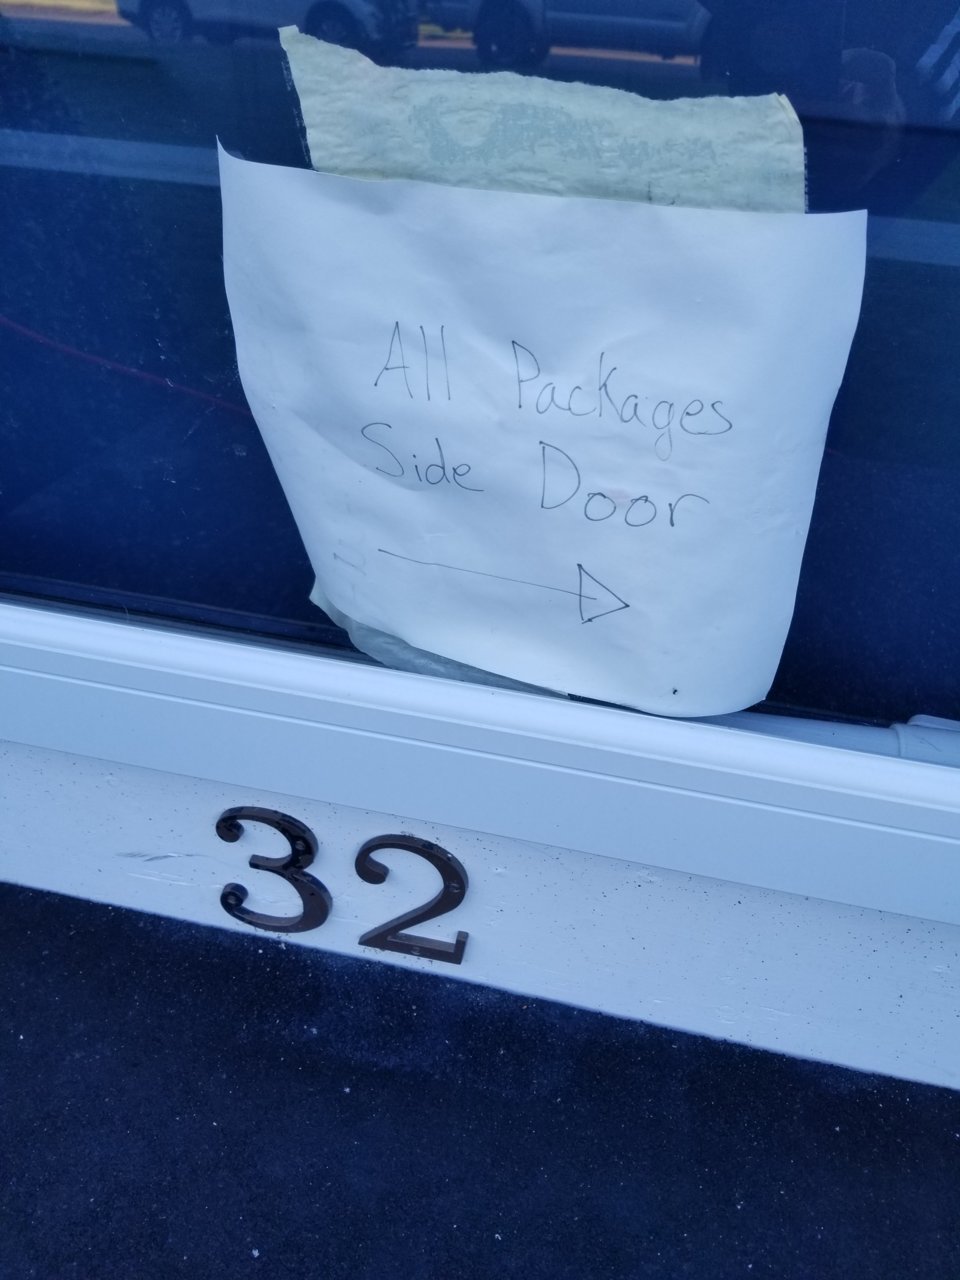 All Packages
Side Door
32